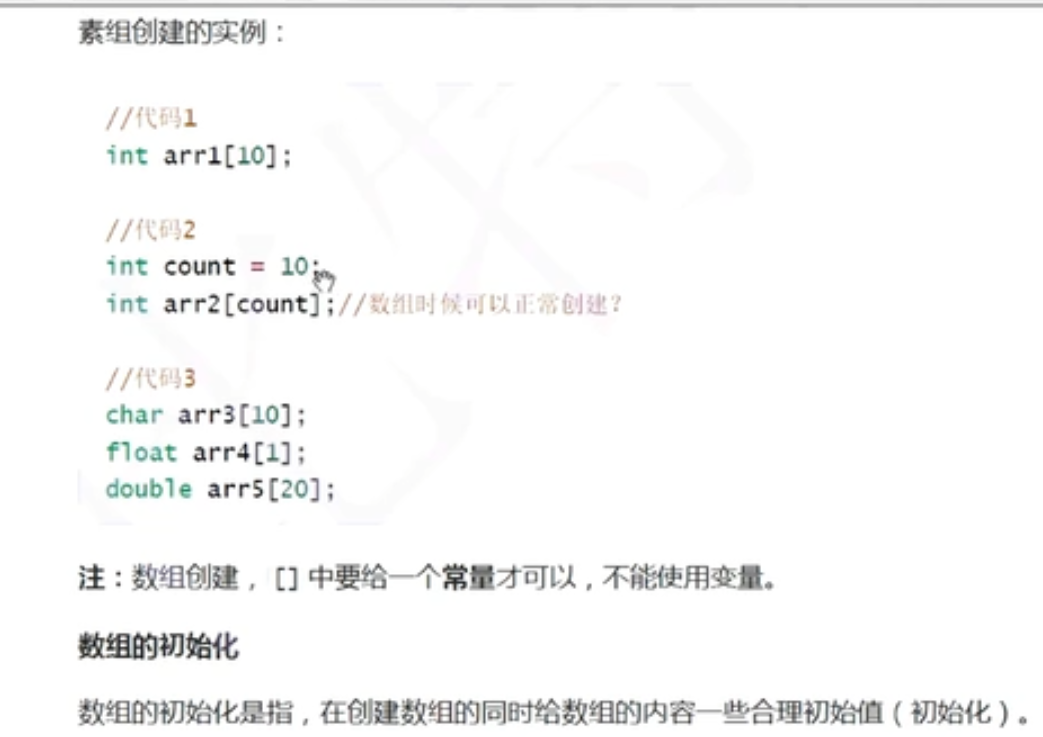 素组创建的实例：
//代码1
int arr1[10];
//代码2
int count = 10;
int arr2[count];//数组时候可以正常创建？
//代码3
char arr3[10];
float arr4[1];
double arr5[20];
注：数组创建， [] 中要给一个常量才可以，不能使用变量。
数组的初始化
数组的初始化是指，在创建数组的同时给数组的内容一些合理初始值（初始化）。